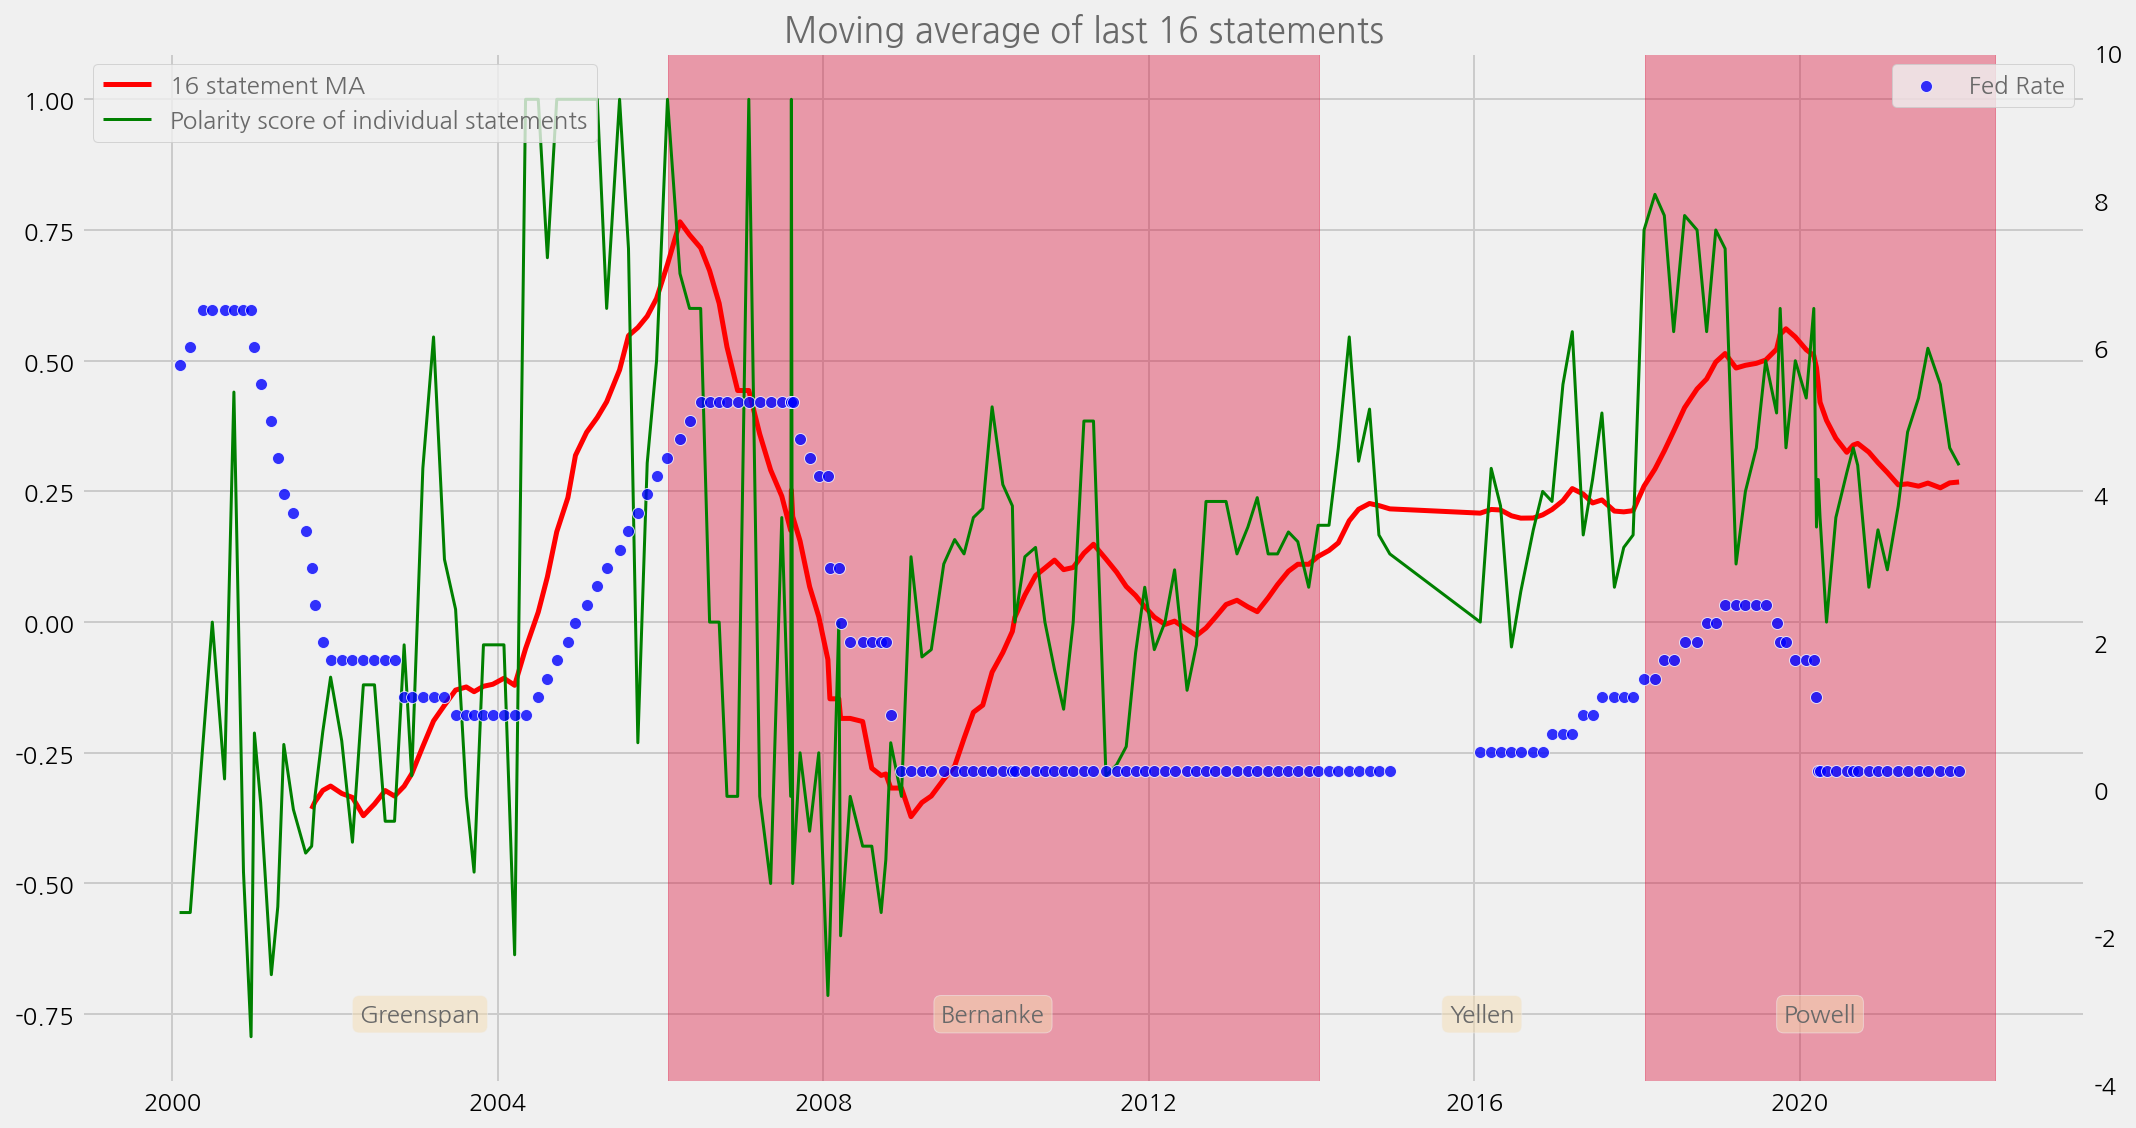 Moving average of last 16 statements
16 statement MA
Polarity score of individual statements
Fed Rate
1.00
0.75
0.50
0.25
0.00
-0.25
-0.50
-0.75
10
8
6
4
2
0
-2
-4
Greenspan
Bernanke
Yellen
Powell
2000
2004
2008
2012
2016
2020